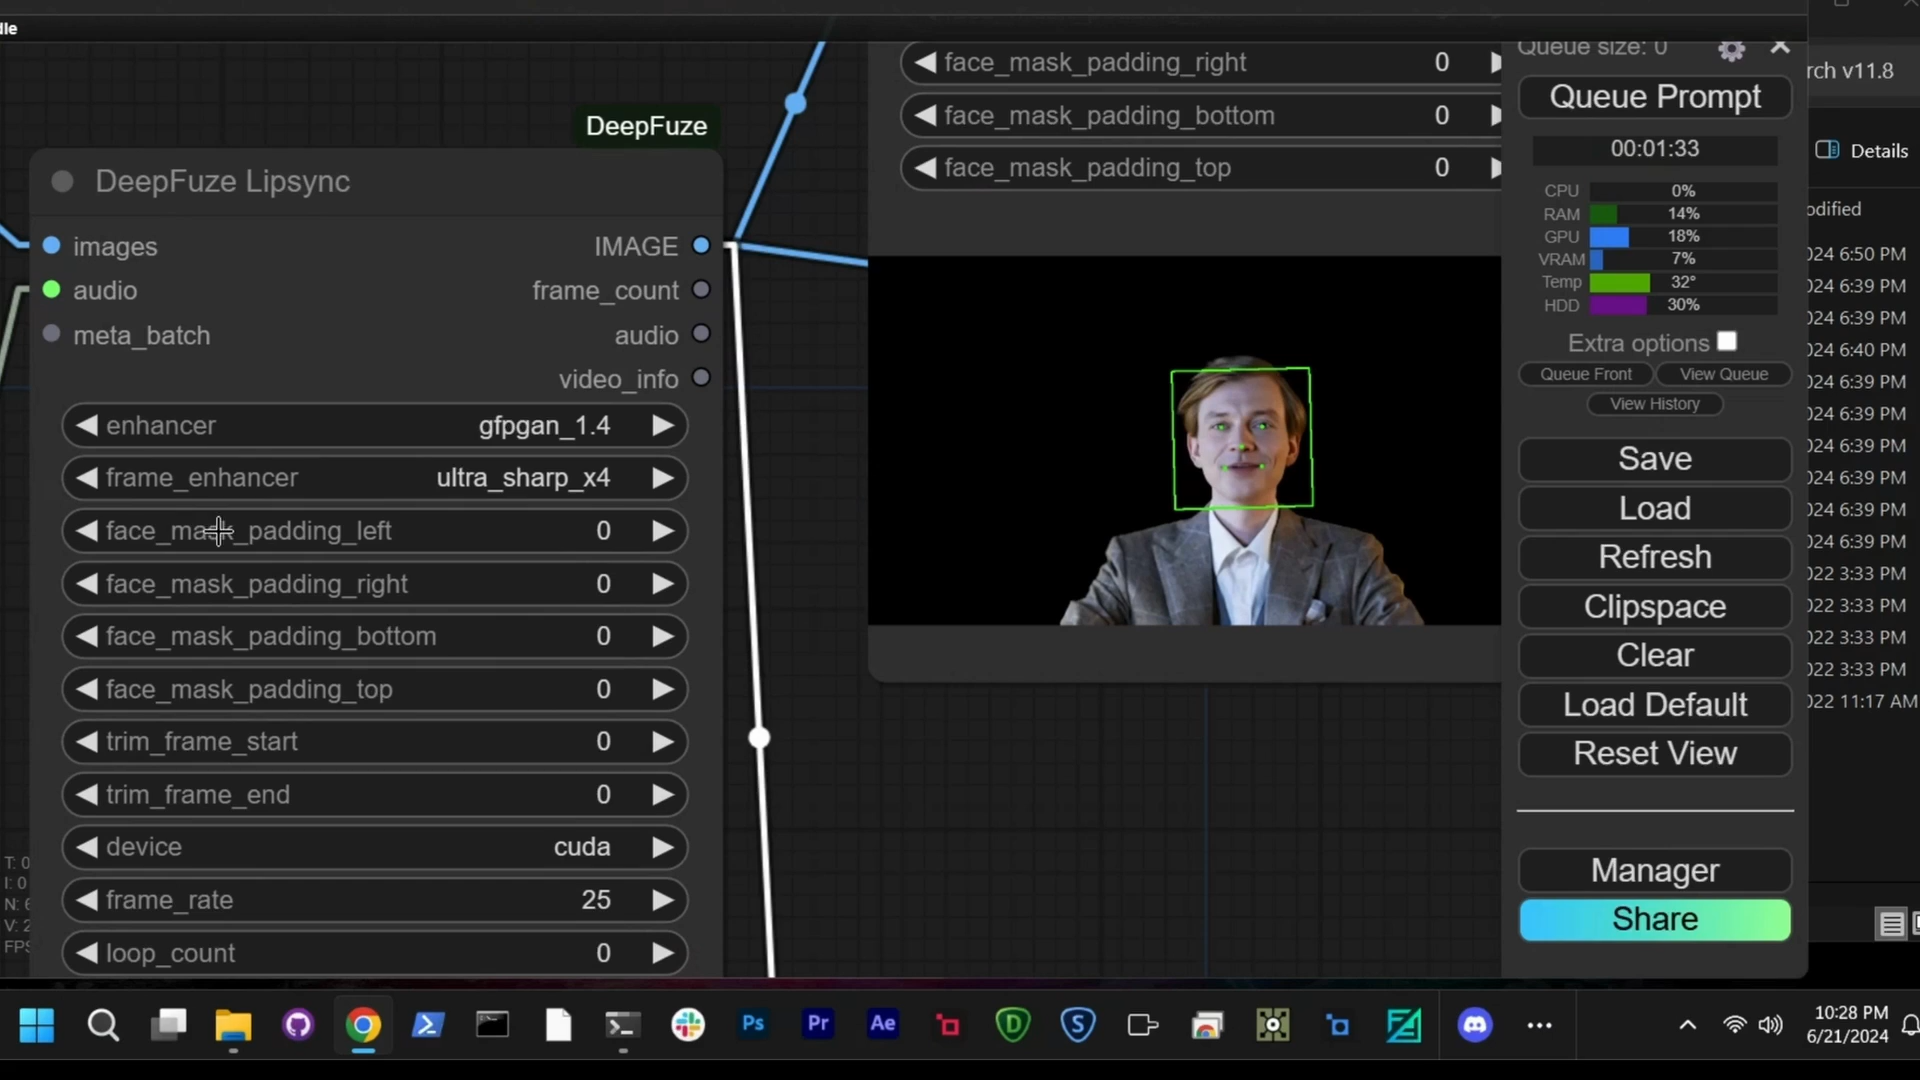 dle
DeepFuze
DeepFuze Lipsync
images
IMAGE
audio
frame_count
meta_batch
audio
video_info
enhancer gfpgan_1.4
frame_enhancer ultra_sharp_x4
face_mask_padding_left 0
face_mask_padding_right 0
face_mask_padding_bottom 0
face_mask_padding_top 0
trim_frame_start 0
trim_frame_end 0
device cuda
frame_rate 25
loop_count 0
T: 0
I: 0
N: 6
V: 2
FPS
face_mask_padding_right 0
face_mask_padding_bottom 0
face_mask_padding_top 0
Queue size: 0
Queue Prompt
00:01:33
CPU 0%
RAM 14%
GPU 18%
VRAM 7%
Temp 32°
HDD 30%
Extra options
Queue Front View Queue
View History
Save
Load
Refresh
Clipspace
Clear
Load Default
Reset View
Manager
Share
rch v11.8
Details
odified
024 6:50 PM
024 6:39 PM
024 6:39 PM
024 6:40 PM
024 6:39 PM
024 6:39 PM
024 6:39 PM
024 6:39 PM
024 6:39 PM
024 6:39 PM
022 3:33 PM
022 3:33 PM
022 3:33 PM
022 3:33 PM
022 11:17 AM
Ps
Pr
Ae
D
S
10:28 PM
6/21/2024